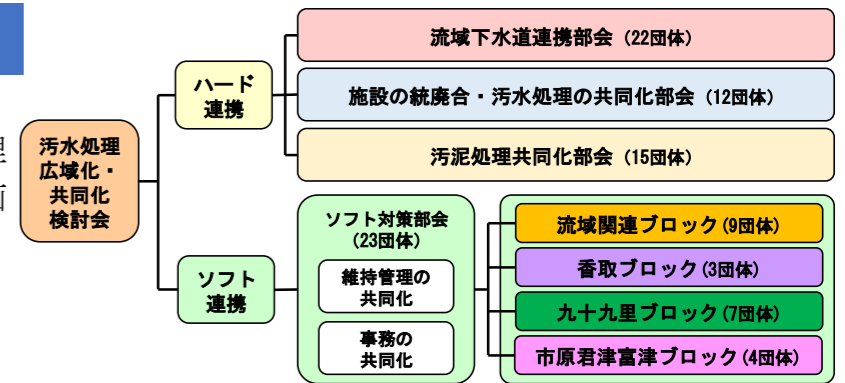 汚水処理
広域化・
共同化
検討会
ハード
連携
流域下水道連携部会（22団体）
施設の統廃合・汚水処理の共同化部会（12団体）
汚泥処理共同化部会（15団体）
ソフト
連携
ソフト対策部会
（23団体）
維持管理の
共同化
事務の
共同化
流域関連ブロック（9団体）
香取ブロック（3団体）
九十九里ブロック（7団体）
市原君津富津ブロック（4団体）